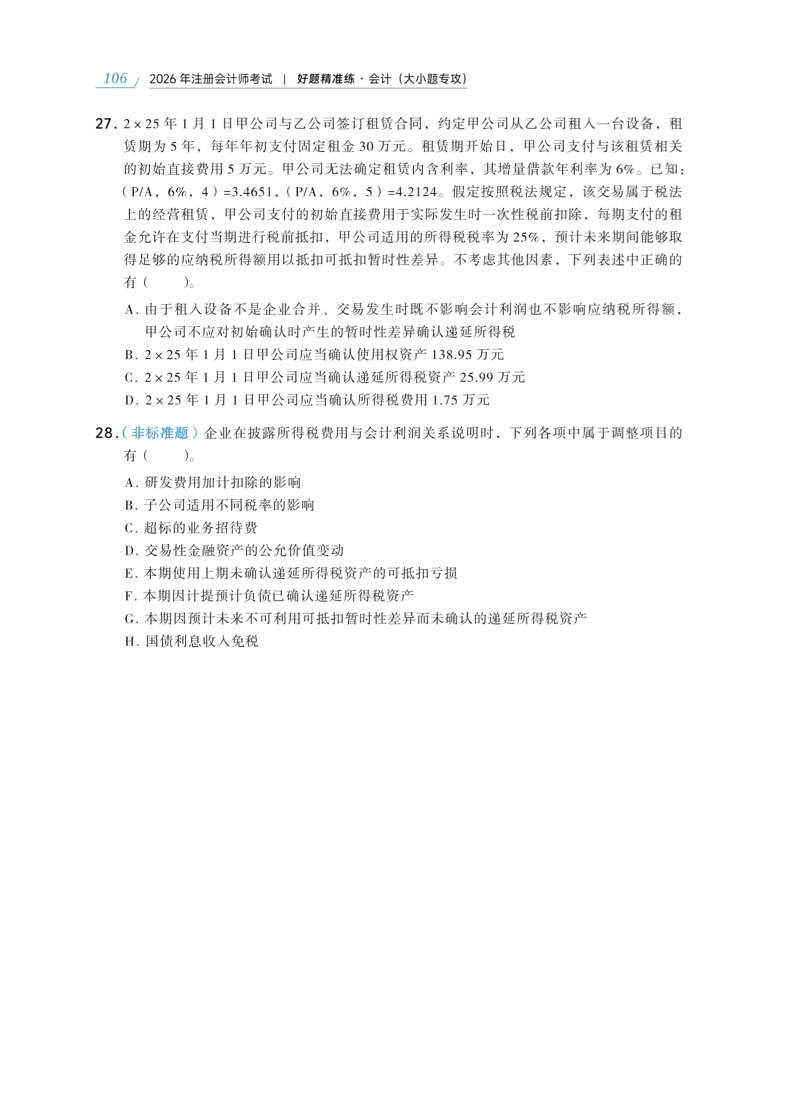 106 2026 年注册会计师考试 | 好题精准练 · 会计（大小题专攻）
27. 2 × 25 年 1 月 1 日甲公司与乙公司签订租赁合同，约定甲公司从乙公司租入一台设备，租
赁期为 5 年，每年年初支付固定租金 30 万元。租赁期开始日，甲公司支付与该租赁相关
的初始直接费用 5 万元。甲公司无法确定租赁内含利率，其增量借款年利率为 6%。已知：
（P/A，6%，4）=3.4651，（P/A，6%，5）=4.2124。假定按照税法规定，该交易属于税法
上的经营租赁，甲公司支付的初始直接费用于实际发生时一次性税前扣除，每期支付的租
金允许在支付当期进行税前抵扣，甲公司适用的所得税税率为 25%，预计未来期间能够取
得足够的应纳税所得额用以抵扣可抵扣暂时性差异。不考虑其他因素，下列表述中正确的
有（　　）。
A. 由于租入设备不是企业合并、交易发生时既不影响会计利润也不影响应纳税所得额，
甲公司不应对初始确认时产生的暂时性差异确认递延所得税
B. 2 × 25 年 1 月 1 日甲公司应当确认使用权资产 138.95 万元
C. 2 × 25 年 1 月 1 日甲公司应当确认递延所得税资产 25.99 万元
D. 2 × 25 年 1 月 1 日甲公司应当确认所得税费用 1.75 万元
28.（非标准题）企业在披露所得税费用与会计利润关系说明时，下列各项中属于调整项目的
有（　　）。
A. 研发费用加计扣除的影响
B. 子公司适用不同税率的影响
C. 超标的业务招待费
D. 交易性金融资产的公允价值变动
E. 本期使用上期未确认递延所得税资产的可抵扣亏损
F. 本期因计提预计负债已确认递延所得税资产
G. 本期因预计未来不可利用可抵扣暂时性差异而未确认的递延所得税资产
H. 国债利息收入免税